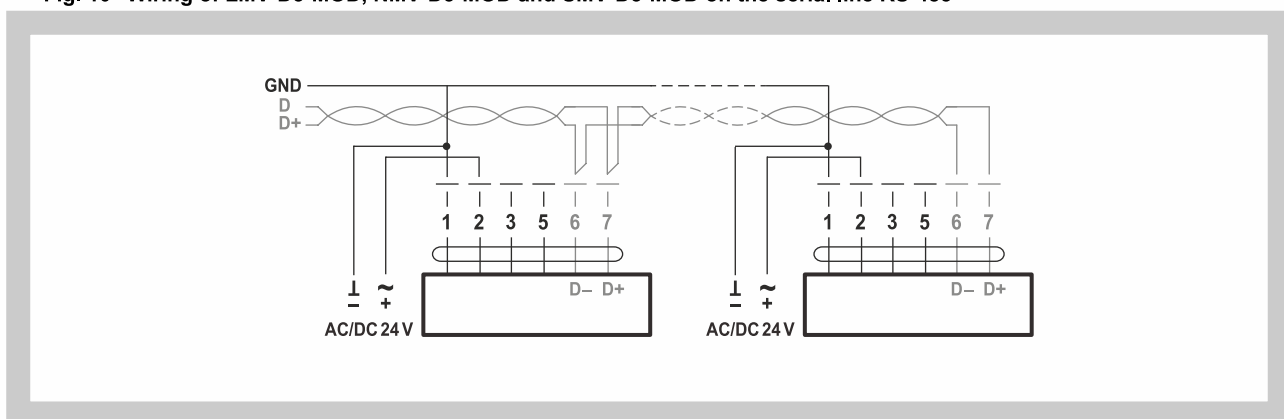 GND
D
D+
1 2 3 5 6 7 1 2 3 5 6 7
⊥ ~ D– D+ ⊥ ~ D– D+
– + – +
AC/DC 24 V AC/DC 24 V